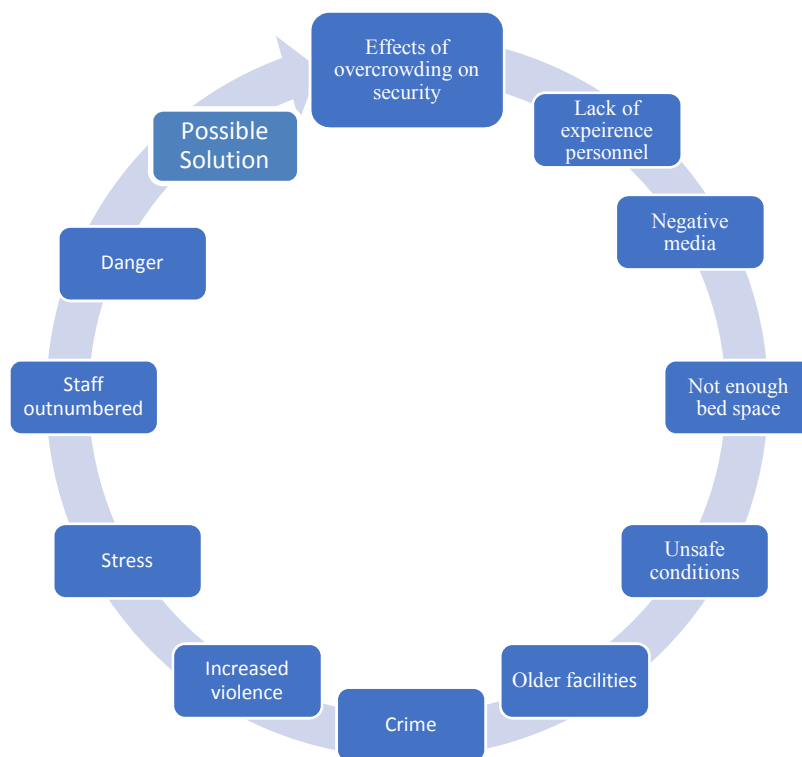 Effects of
overcrowding on
security
Lack of
expeirence
personnel
Negative
media
Not enough
bed space
Unsafe
conditions
Older facilities
Crime
Increased
violence
Stress
Staff
outnumbered
Danger
Possible
Solution